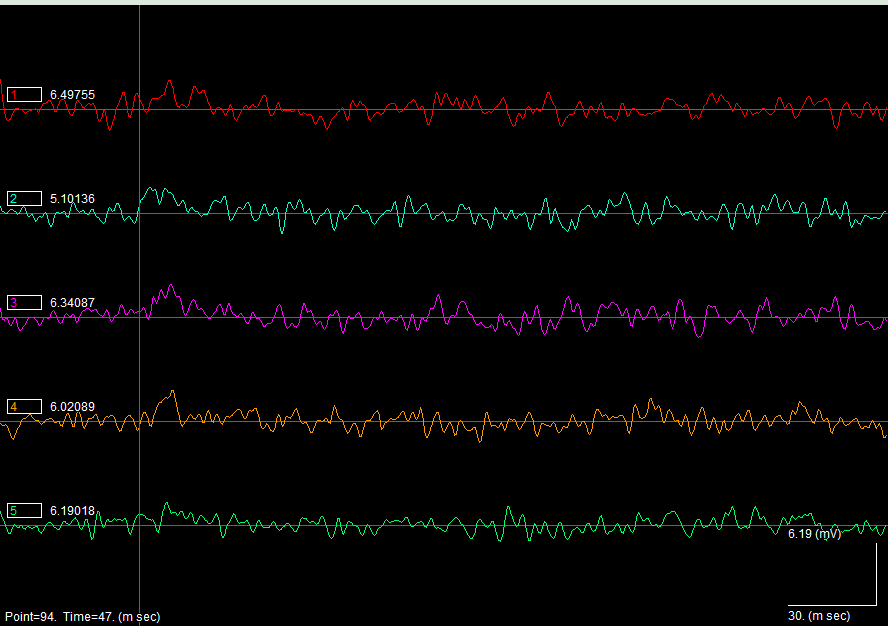 1 6.49755
2 5.10136
3 6.34087
4 6.02089
5 6.19018
6.19 (mV)
30. (m sec)
Point=94. Time=47. (m sec)